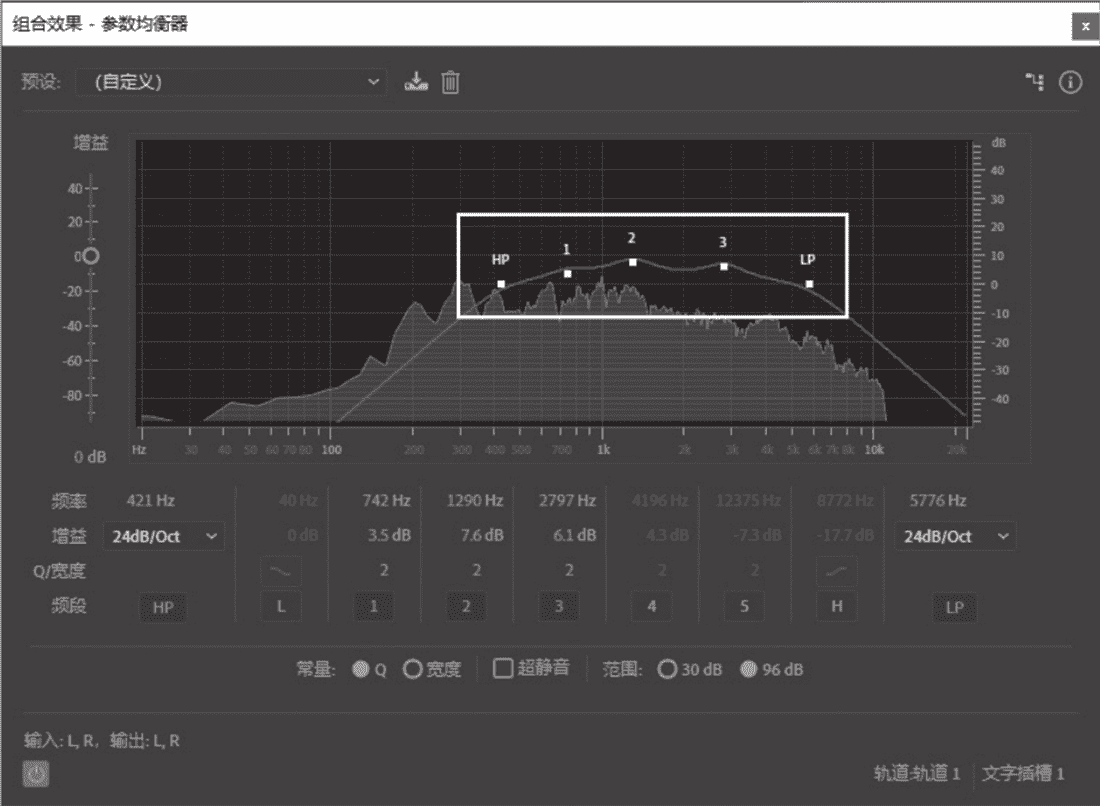 组合效果 - 参数均衡器
x
预设: (自定义)
增益
dB
40
20
0
-20
-40
-60
-80
0 dB
HP
1
2
3
LP
40
30
20
10
0
-10
-20
-30
-40
Hz 30 40 50 60 70 80 100 200 300 400 500 700 1k 2k 3k 4k 5k 6k 7k 8k 10k 20k
频率 421 Hz 40 Hz 742 Hz 1290 Hz 2797 Hz 4196 Hz 12375 Hz 8772 Hz 5776 Hz
增益 24dB/Oct 0 dB 3.5 dB 7.6 dB 6.1 dB 4.3 dB -7.3 dB -17.7 dB 24dB/Oct
Q/宽度 2 2 2 2 2
频段 HP L 1 2 3 4 5 H LP
常量: Q 宽度 超静音 范围: 30 dB 96 dB
输入: L, R, 输出: L, R
轨道:轨道 1 文字插槽 1